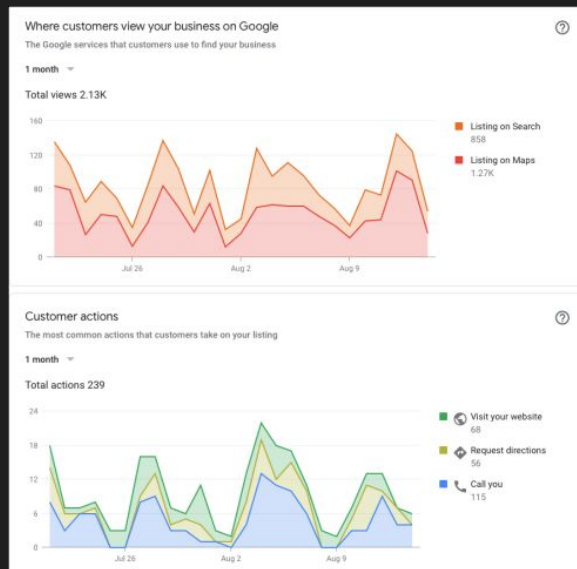 Where customers view your business on Google
The Google services that customers use to find your business
1 month
Total views 2.13K
160
120
80
40
0
Jul 26
Aug 2
Aug 9
Listing on Search
858
Listing on Maps
1.27K
Customer actions
The most common actions that customers take on your listing
1 month
Total actions 239
24
18
12
6
0
Jul 26
Aug 2
Aug 9
Visit your website
68
Request directions
56
Call you
115